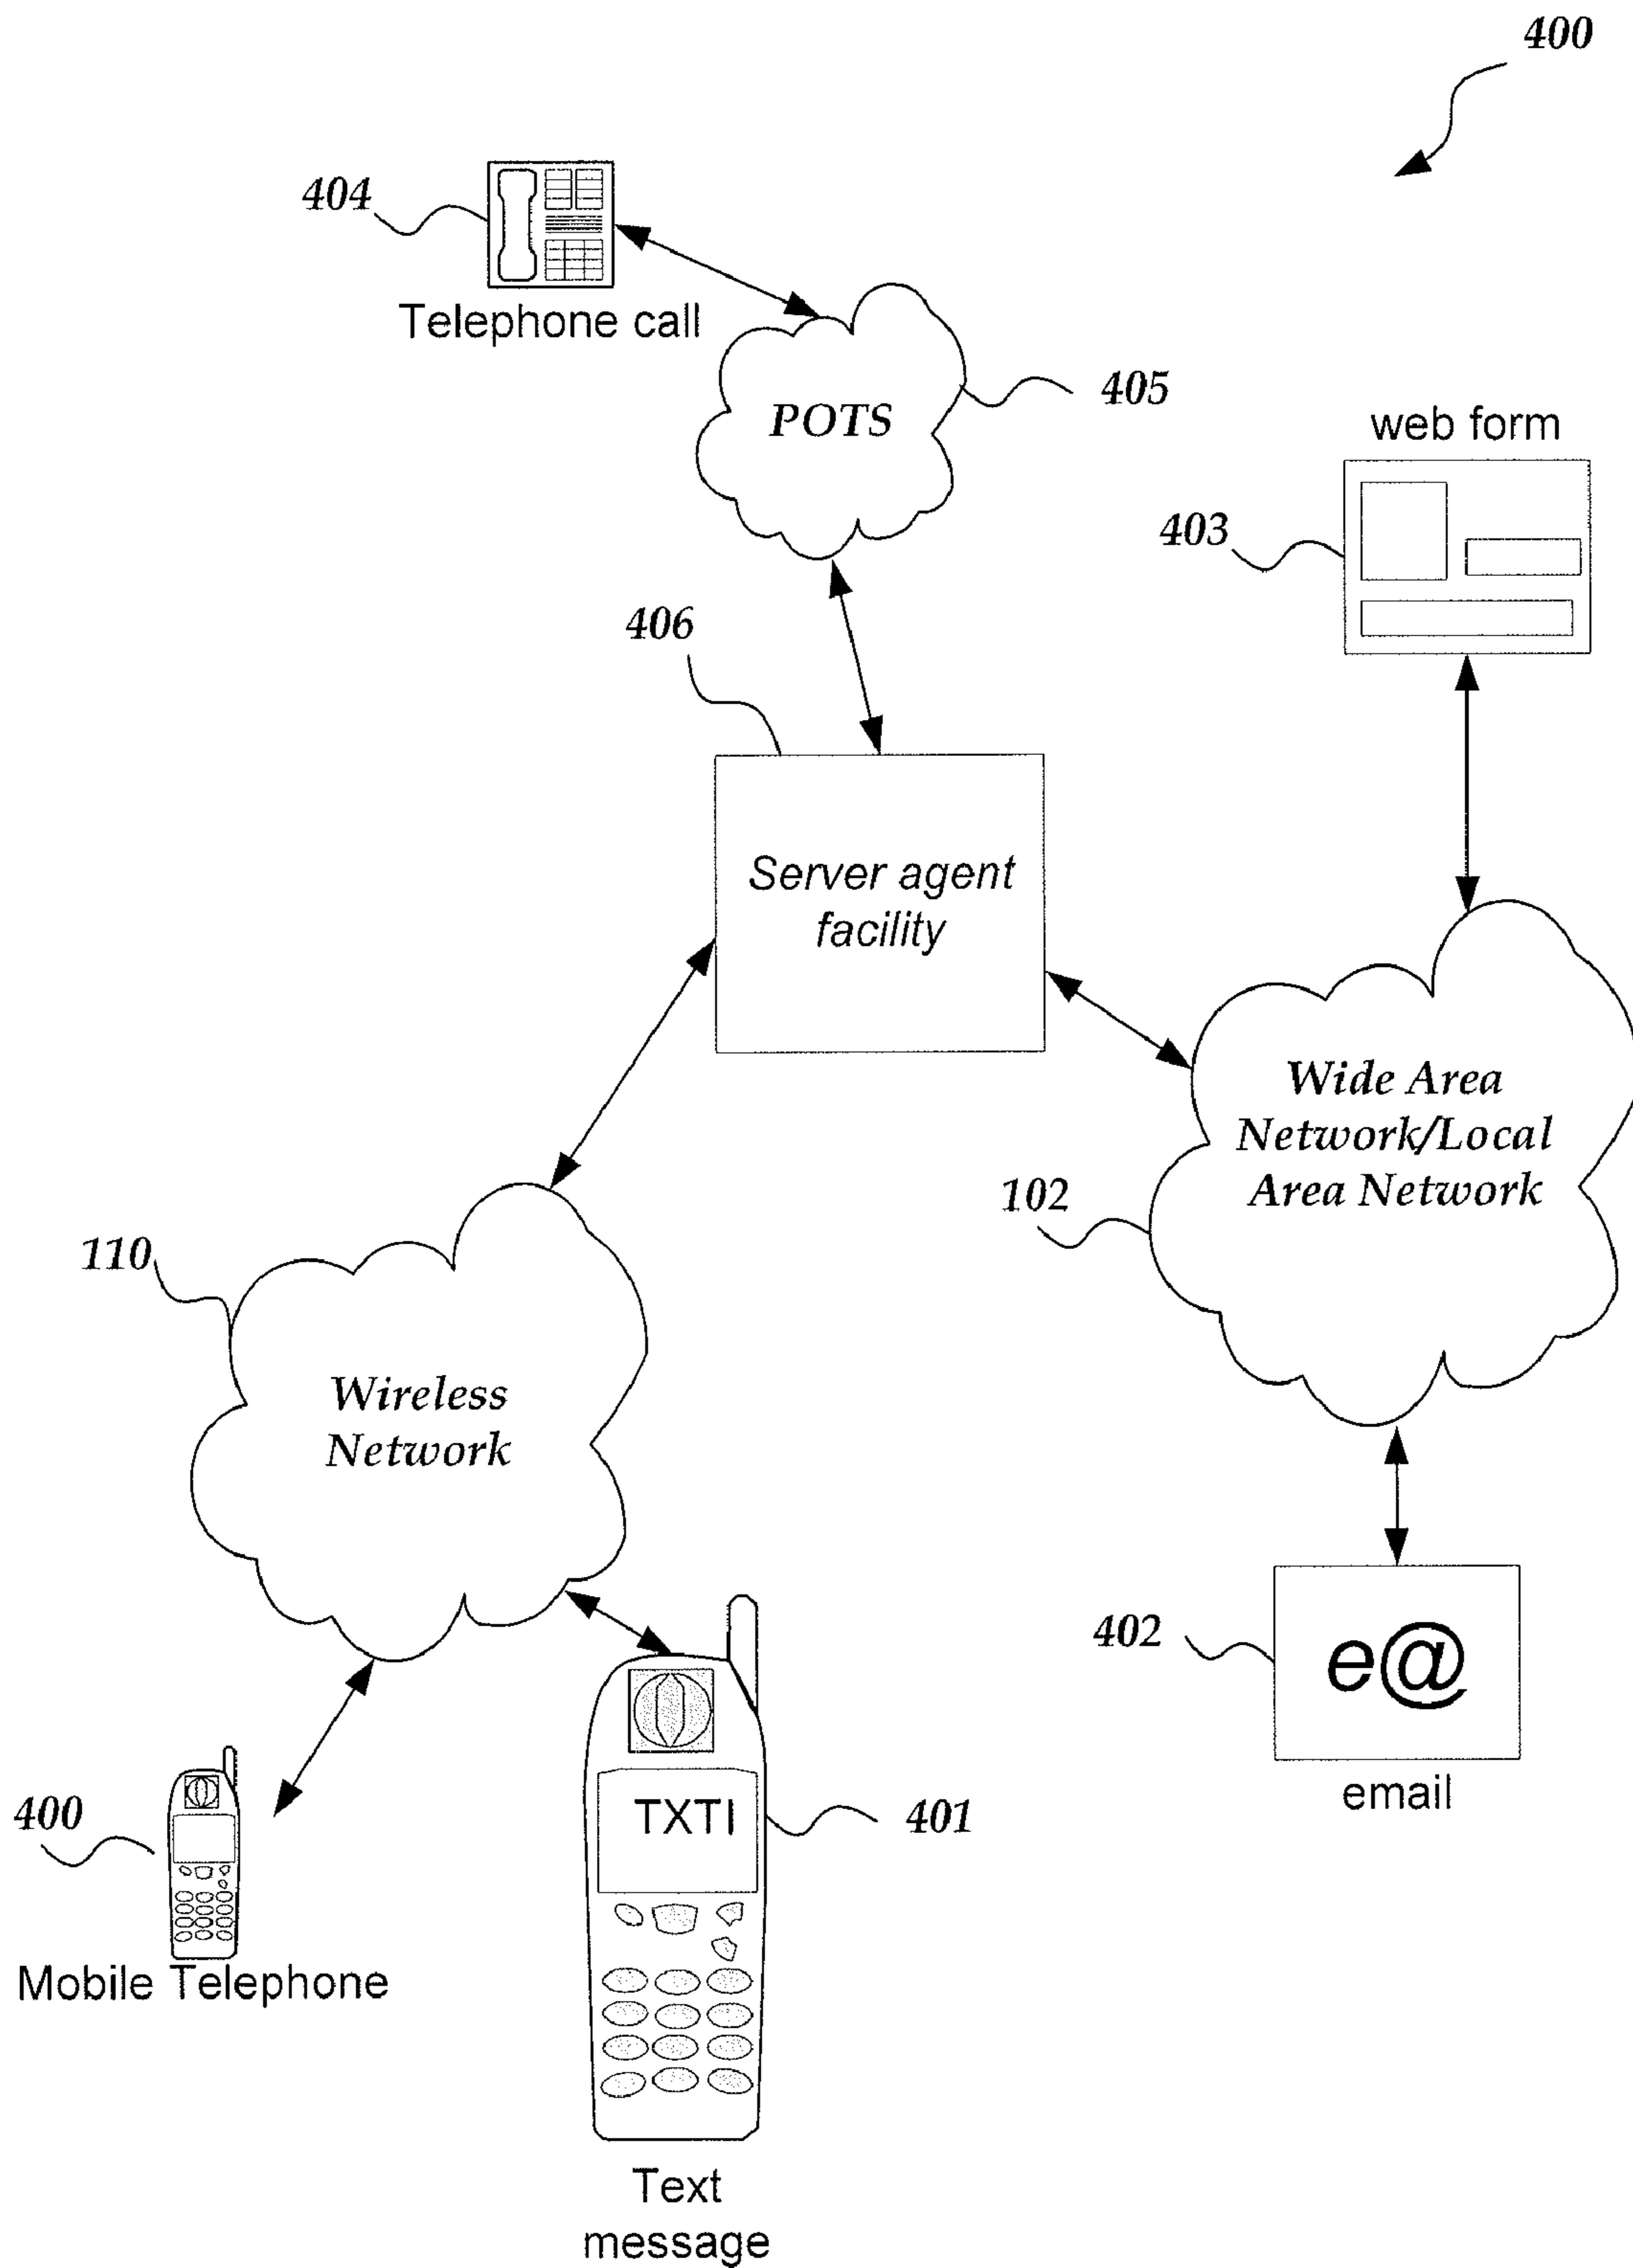 400
404
Telephone call
405
POTS
web form
403
406
Server agent
facility
Wide Area
Network/Local
Area Network
102
110
Wireless
Network
402
e@
email
400
TXTI
401
Mobile Telephone
Text
message